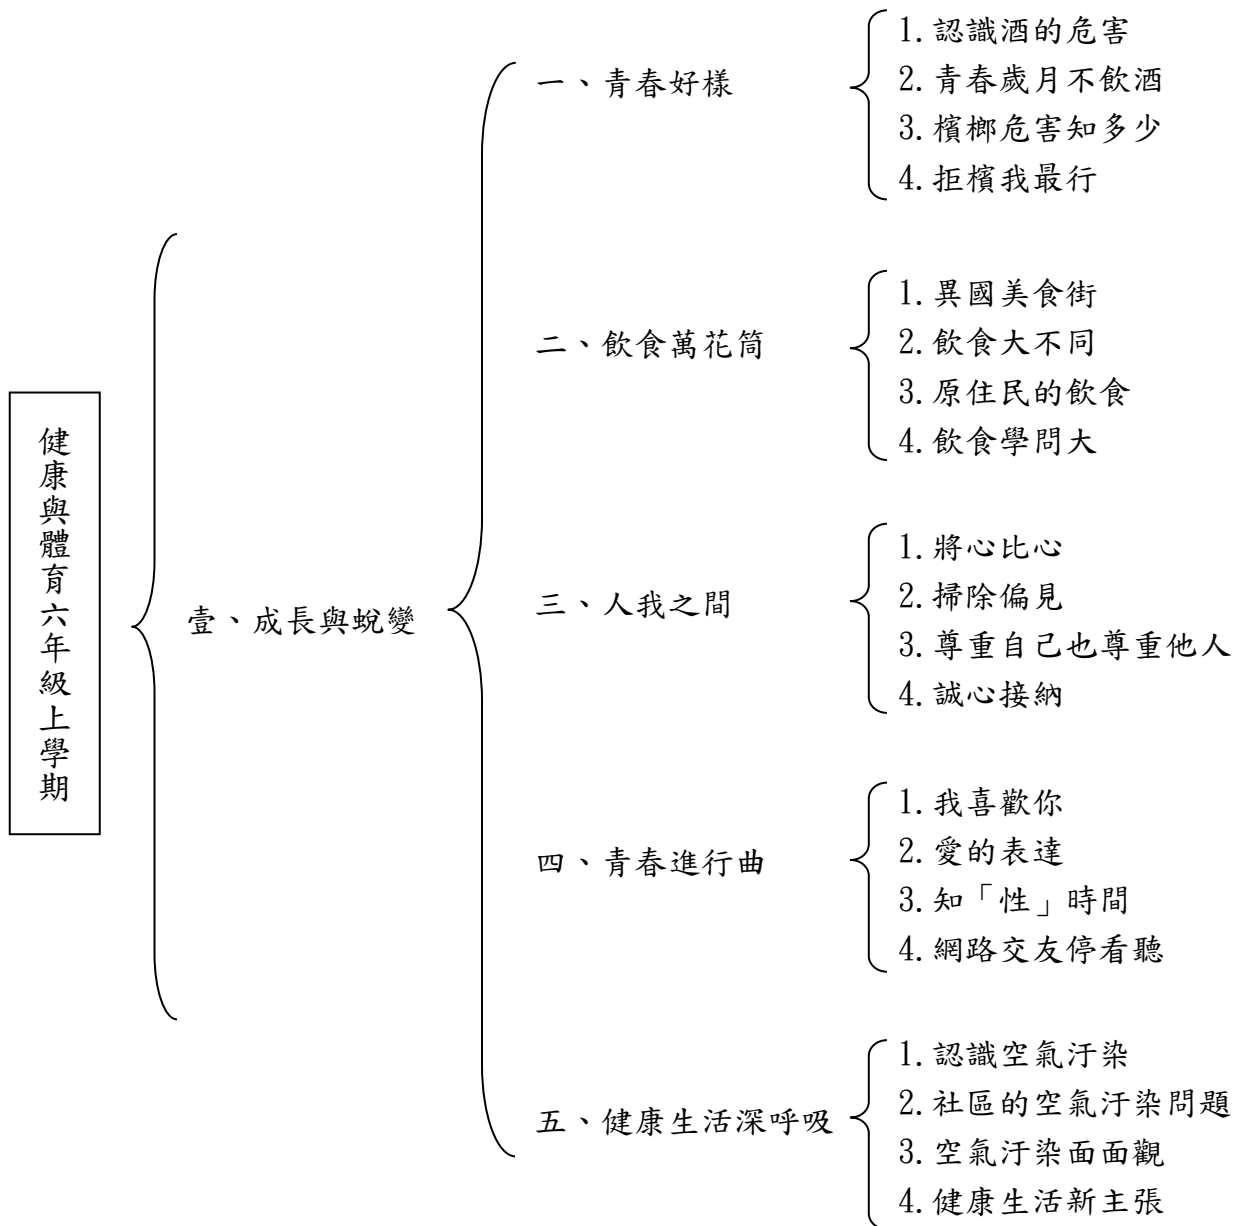 健康與體育六年級上學期
壹、成長與蛻變
一、青春好樣
1.認識酒的危害
2.青春歲月不飲酒
3.檳榔危害知多少
4.拒檳我最行
二、飲食萬花筒
1.異國美食街
2.飲食大不同
3.原住民的飲食
4.飲食學問大
三、人我之間
1.將心比心
2.掃除偏見
3.尊重自己也尊重他人
4.誠心接納
四、青春進行曲
1.我喜歡你
2.愛的表達
3.知「性」時間
4.網路交友停看聽
五、健康生活深呼吸
1.認識空氣汙染
2.社區的空氣汙染問題
3.空氣汙染面面觀
4.健康生活新主張